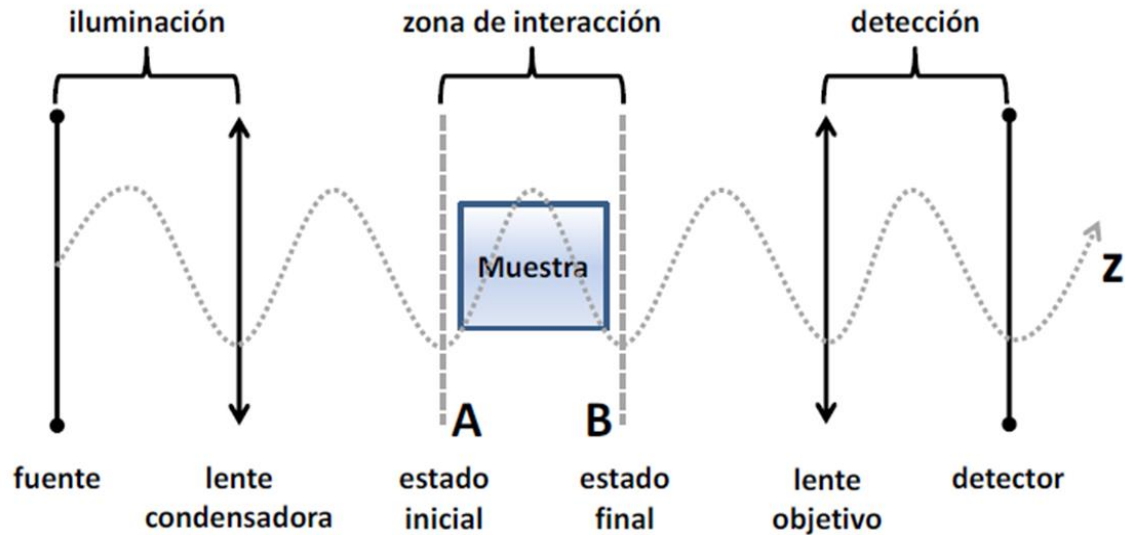 iluminación
zona de interacción
detección
Muestra
z
A
B
fuente
lente
condensadora
estado
inicial
estado
final
lente
objetivo
detector